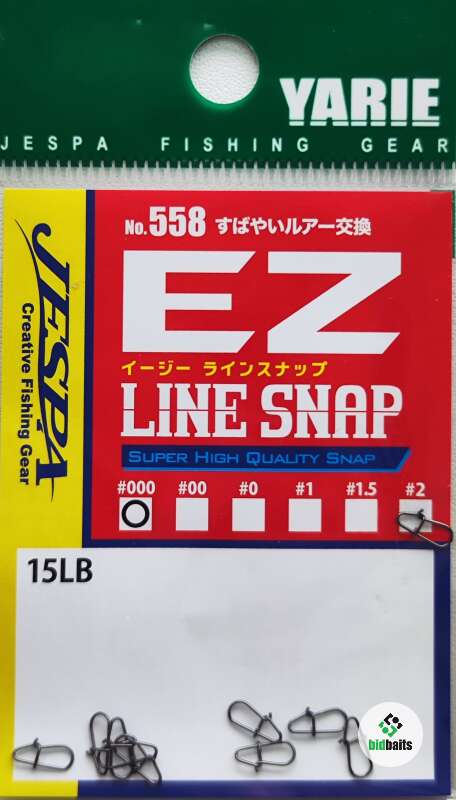 YARIE
JESPA FISHING GEAR
No.558 すばやいルアー交換
EZ
イージー ラインスナップ
LINE SNAP
SUPER HIGH QUALITY SNAP
#000 #00 #0 #1 #1.5 #2
15LB
JESPA
Creative Fishing Gear
bidbaits